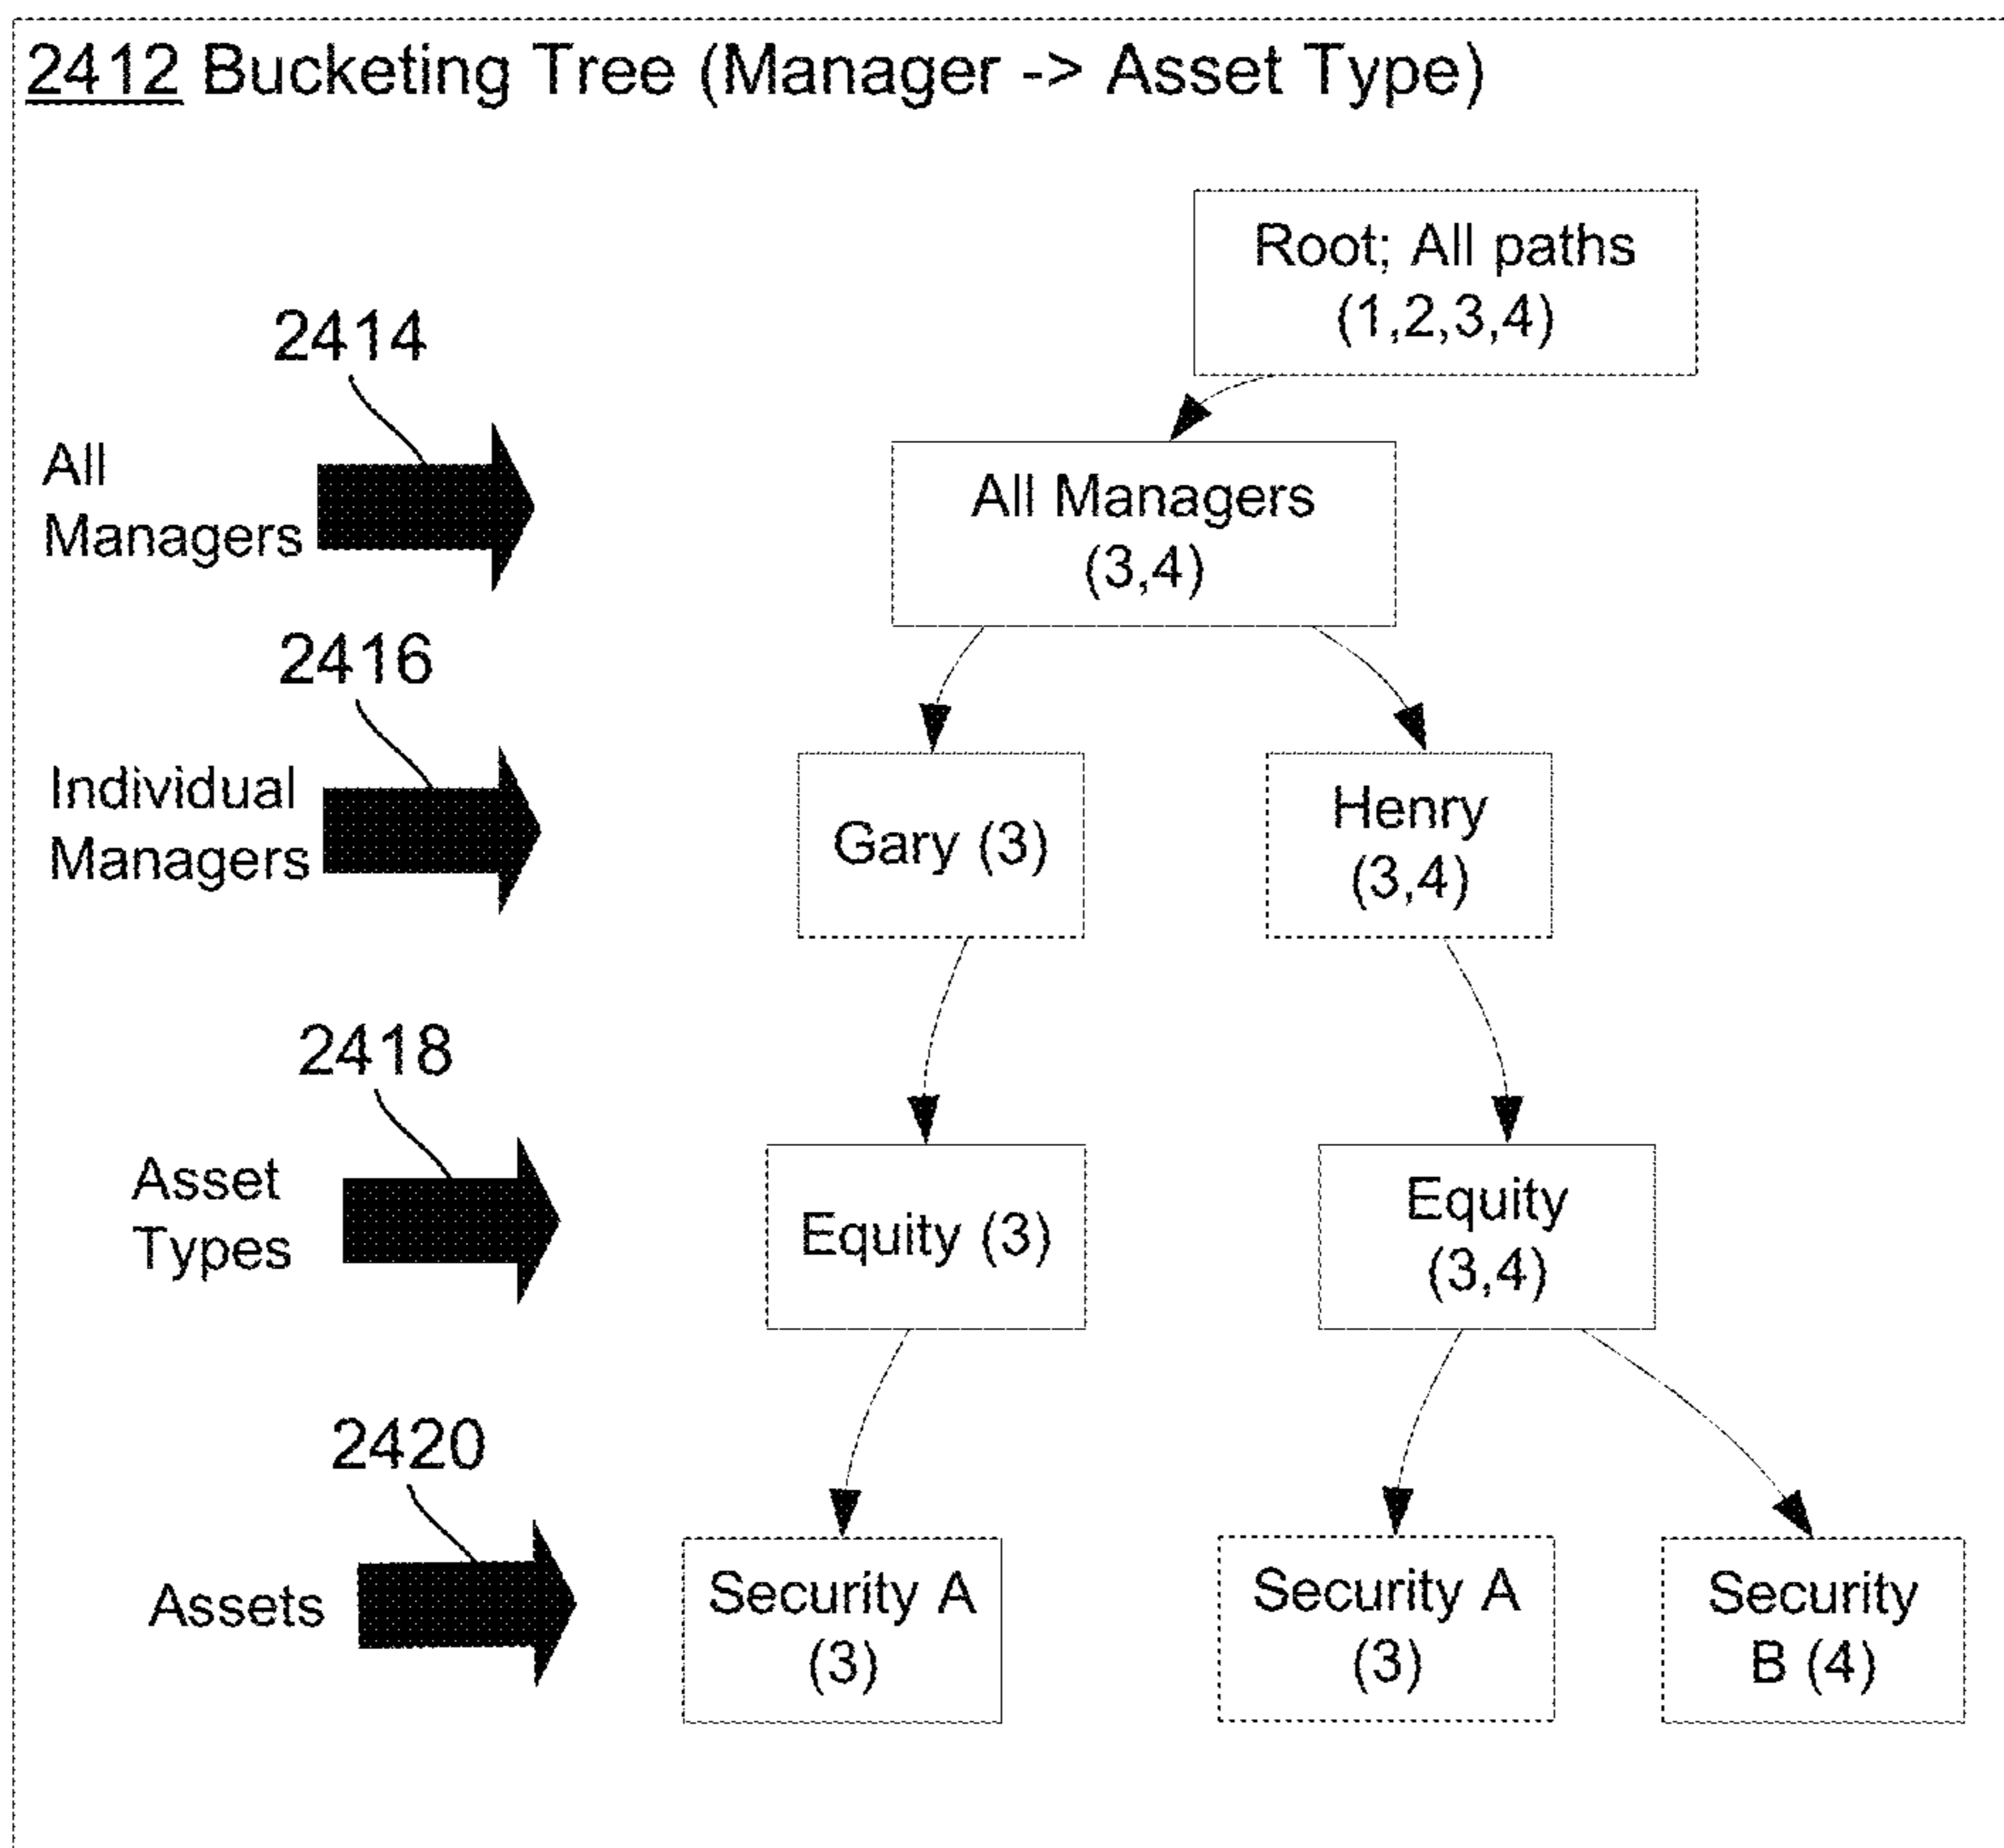 2412 Bucketing Tree (Manager -> Asset Type)
Root; All paths
(1,2,3,4)
2414
All
Managers
All Managers
(3,4)
2416
Individual
Managers
Gary (3)
Henry
(3,4)
2418
Asset
Types
Equity (3)
Equity
(3,4)
2420
Assets
Security A
(3)
Security A
(3)
Security
B (4)